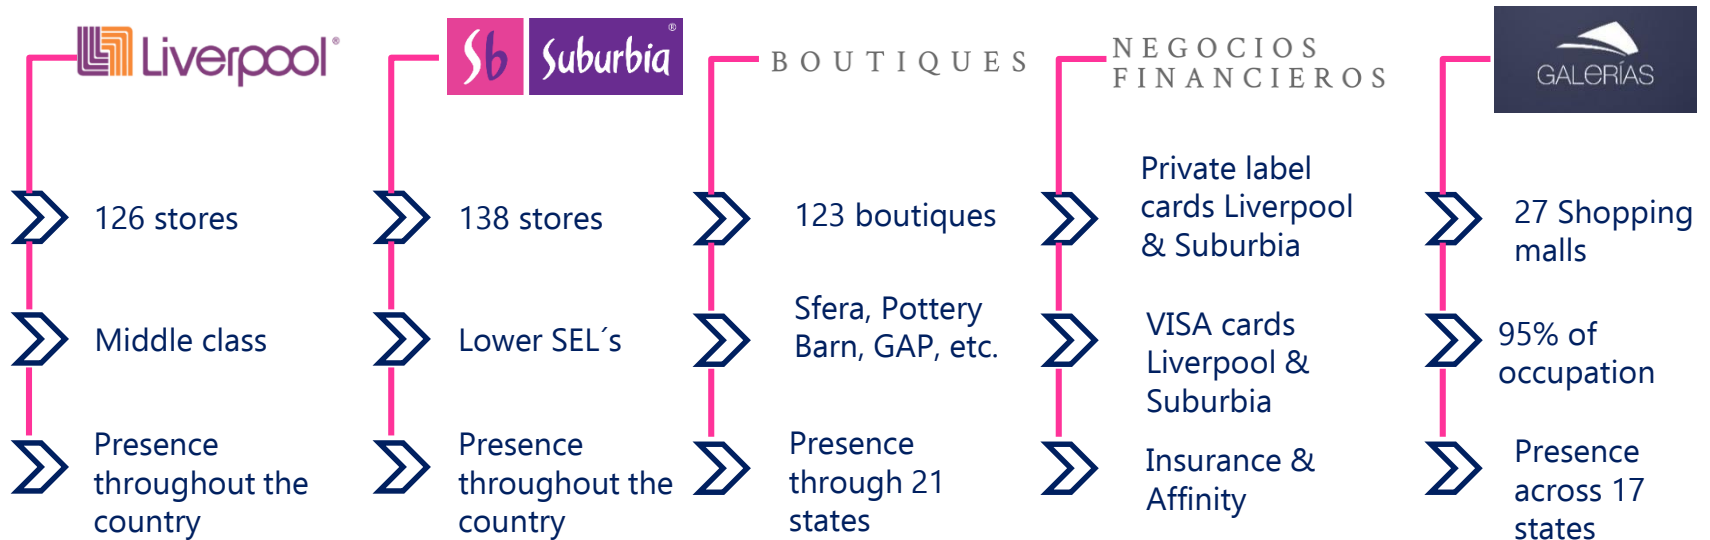 Liverpool®
126 stores
Middle class
Presence
throughout the
country
Sb Suburbia®
138 stores
Lower SEL´s
Presence
throughout the
country
BOUTIQUES
123 boutiques
Sfera, Pottery
Barn, GAP, etc.
Presence
through 21
states
NEGOCIOS
FINANCIEROS
Private label
cards Liverpool
& Suburbia
VISA cards
Liverpool &
Suburbia
Insurance &
Affinity
GALERÍAS
27 Shopping
malls
95% of
occupation
Presence
across 17
states